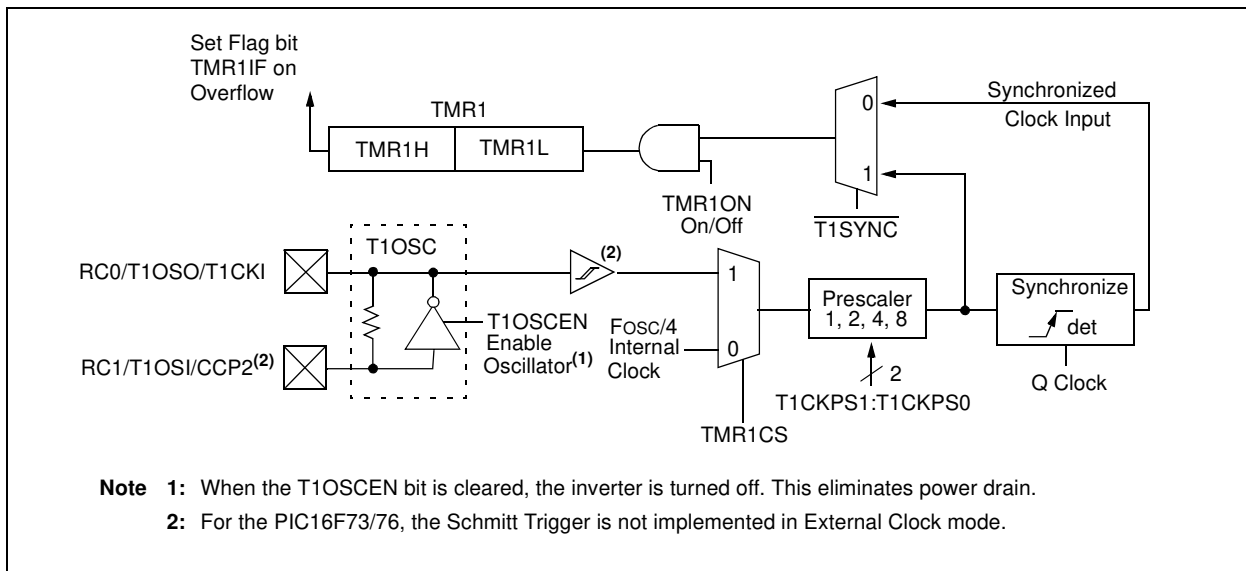 Set Flag bit
TMR1IF on
Overflow
TMR1
TMR1H
TMR1L
TMR1ON
On/Off
0
1
T1SYNC
Synchronized
Clock Input
RC0/T1OSO/T1CKI
T1OSC
(2)
RC1/T1OSI/CCP2(2)
T1OSCEN
Enable
Oscillator(1)
FOSC/4
Internal
Clock
1
0
TMR1CS
Prescaler
1, 2, 4, 8
2
T1CKPS1:T1CKPS0
Synchronize
det
Q Clock
Note 1: When the T1OSCEN bit is cleared, the inverter is turned off. This eliminates power drain.
2: For the PIC16F73/76, the Schmitt Trigger is not implemented in External Clock mode.